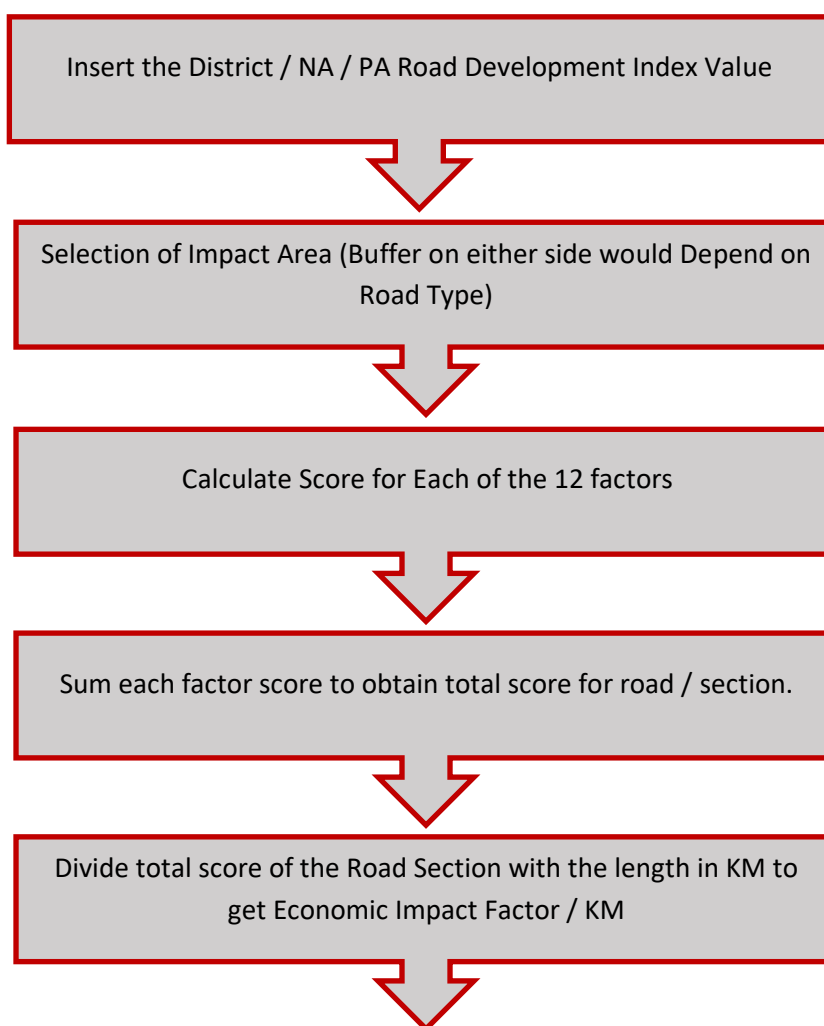 Insert the District / NA / PA Road Development Index Value
Selection of Impact Area (Buffer on either side would Depend on
Road Type)
Calculate Score for Each of the 12 factors
Sum each factor score to obtain total score for road / section.
Divide total score of the Road Section with the length in KM to
get Economic Impact Factor / KM